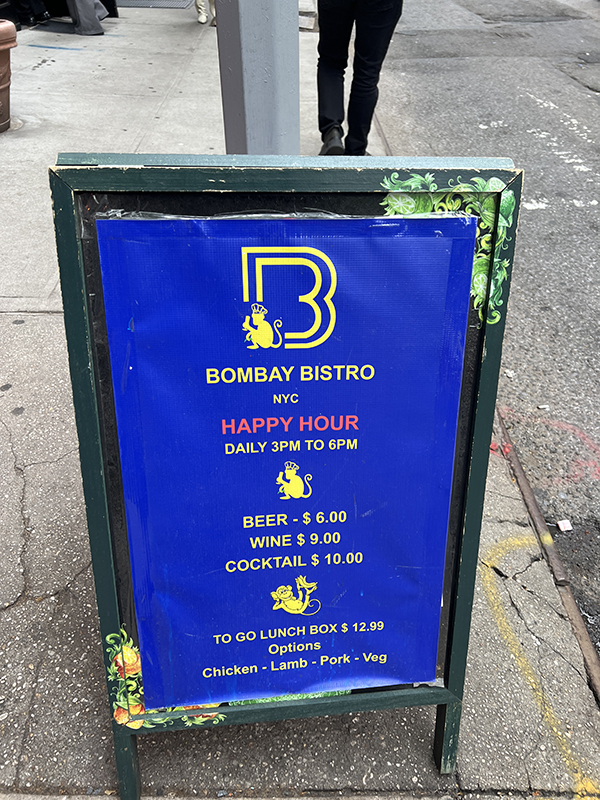 B
BOMBAY BISTRO
NYC
HAPPY HOUR
DAILY 3PM TO 6PM
BEER - $ 6.00
WINE $ 9.00
COCKTAIL $ 10.00
TO GO LUNCH BOX $ 12.99
Options
Chicken - Lamb - Pork - Veg